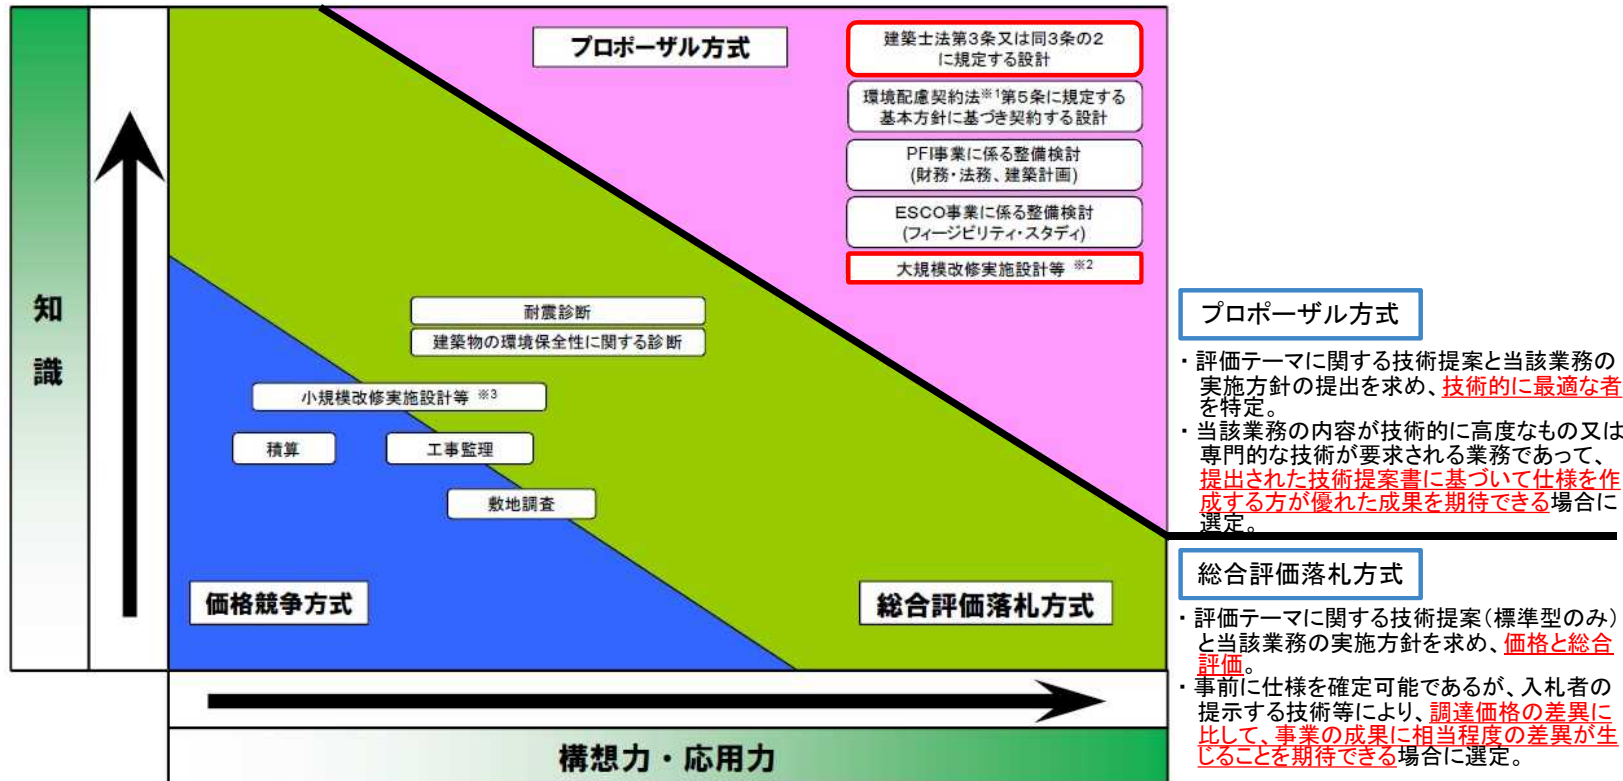 プロポーザル方式
建築士法第3条又は同3条の2
に規定する設計
環境配慮契約法※1第5条に規定する
基本方針に基づき契約する設計
PFI事業に係る整備検討
(財務・法務、建築計画)
ESCO事業に係る整備検討
(フィージビリティ・スタディ)
大規模改修実施設計等 ※2
知
識
耐震診断
建築物の環境保全性に関する診断
小規模改修実施設計等 ※3
積算
工事監理
敷地調査
価格競争方式
総合評価落札方式
構想力・応用力
プロポーザル方式
・評価テーマに関する技術提案と当該業務の
実施方針の提出を求め、技術的に最適な者
を特定。
・当該業務の内容が技術的に高度なもの又は
専門的な技術が要求される業務であって、
提出された技術提案書に基づいて仕様を作
成する方が優れた成果を期待できる場合に
選定。
総合評価落札方式
・評価テーマに関する技術提案(標準型のみ)
と当該業務の実施方針を求め、価格と総合
評価。
・事前に仕様を確定可能であるが、入札者の
提示する技術等により、調達価格の差異に
比して、事業の成果に相当程度の差異が生
じることを期待できる場合に選定。